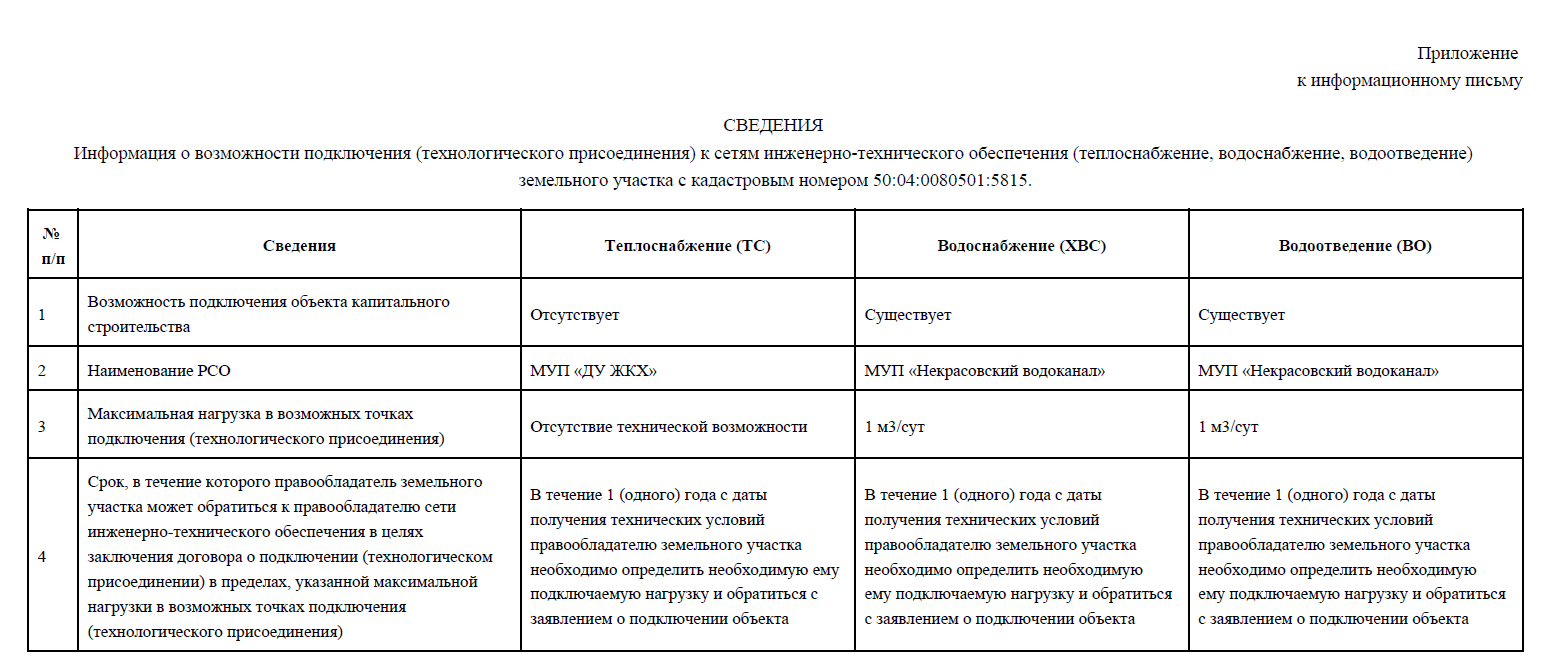 Приложение
к информационному письму
СВЕДЕНИЯ
Информация о возможности подключения (технологического присоединения) к сетям инженерно-технического обеспечения (теплоснабжение, водоснабжение, водоотведение)
земельного участка с кадастровым номером 50:04:0080501:5815.
№
п/п
Сведения
Теплоснабжение (ТС)
Водоснабжение (ХВС)
Водоотведение (ВО)
1
Возможность подключения объекта капитального
строительства
Отсутствует
Существует
Существует
2
Наименование РСО
МУП «ДУ ЖКХ»
МУП «Некрасовский водоканал»
МУП «Некрасовский водоканал»
3
Максимальная нагрузка в возможных точках
подключения (технологического присоединения)
Отсутствие технической возможности
1 м3/сут
1 м3/сут
4
Срок, в течение которого правообладатель земельного
участка может обратиться к правообладателю сети
инженерно-технического обеспечения в целях
заключения договора о подключении (технологическом
присоединении) в пределах, указанной максимальной
нагрузки в возможных точках подключения
(технологического присоединения)
В течение 1 (одного) года с даты
получения технических условий
правообладателю земельного участка
необходимо определить необходимую ему
подключаемую нагрузку и обратиться с
заявлением о подключении объекта
В течение 1 (одного) года с даты
получения технических условий
правообладателю земельного участка
необходимо определить необходимую
ему подключаемую нагрузку и обратиться
с заявлением о подключении объекта
В течение 1 (одного) года с даты
получения технических условий
правообладателю земельного участка
необходимо определить необходимую
ему подключаемую нагрузку и обратиться
с заявлением о подключении объекта